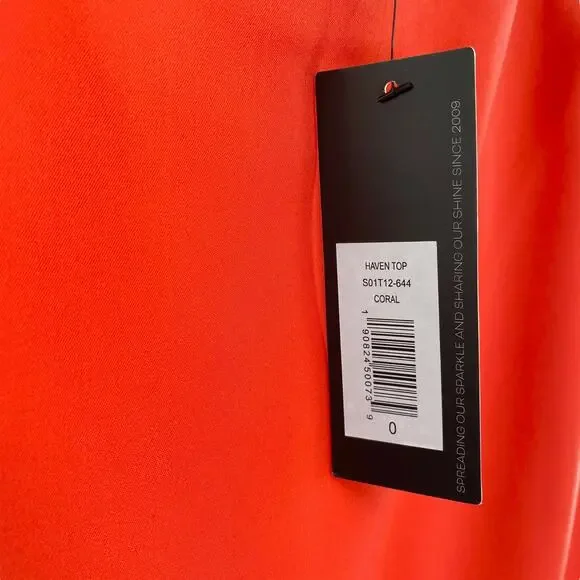 HAVEN TOP
S01T12-644
CORAL
1 90824 50073 9
0
SPREADING OUR SPARKLE AND SHARING OUR SHINE SINCE 2009.